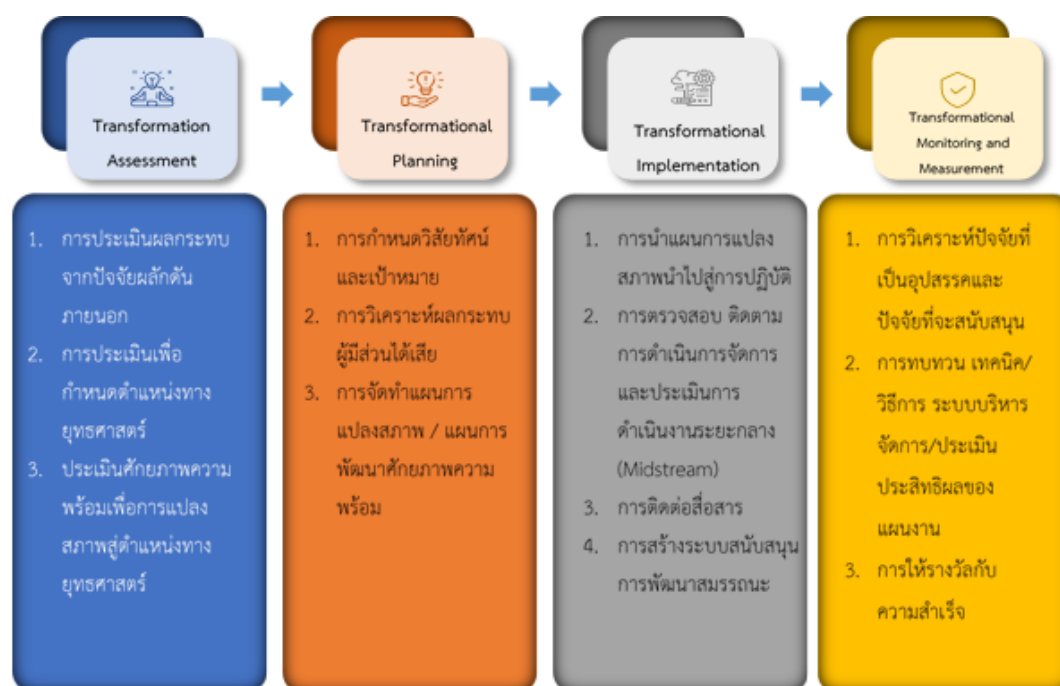 Transformation
Assessment
Transformational
Planning
Transformational
Implementation
Transformational
Monitoring and
Measurement
1. การประเมินผลกระทบ
จากปัจจัยผลักดัน
ภายนอก
2. การประเมินเพื่อ
กำหนดตำแหน่งทาง
ยุทธศาสตร์
3. ประเมินศักยภาพความ
พร้อมเพื่อการแปลง
สภาพสู่ตำแหน่งทาง
ยุทธศาสตร์
1. การกำหนดวิสัยทัศน์
และเป้าหมาย
2. การวิเคราะห์ผลกระทบ
ผู้มีส่วนได้เสีย
3. การจัดทำแผนการ
แปลงสภาพ / แผนการ
พัฒนาศักยภาพความ
พร้อม
1. การนำแผนการแปลง
สภาพนำไปสู่การปฏิบัติ
2. การตรวจสอบ ติดตาม
การดำเนินการจัดการ
และประเมินการ
ดำเนินงานระยะกลาง
(Midstream)
3. การติดต่อสื่อสาร
4. การสร้างระบบสนับสนุน
การพัฒนาสมรรถนะ
1. การวิเคราะห์ปัจจัยที่
เป็นอุปสรรคและ
ปัจจัยที่จะสนับสนุน
2. การทบทวน เทคนิค/
วิธีการ ระบบบริหาร
จัดการ/ประเมิน
ประสิทธิผลของ
แผนงาน
3. การให้รางวัลกับ
ความสำเร็จ